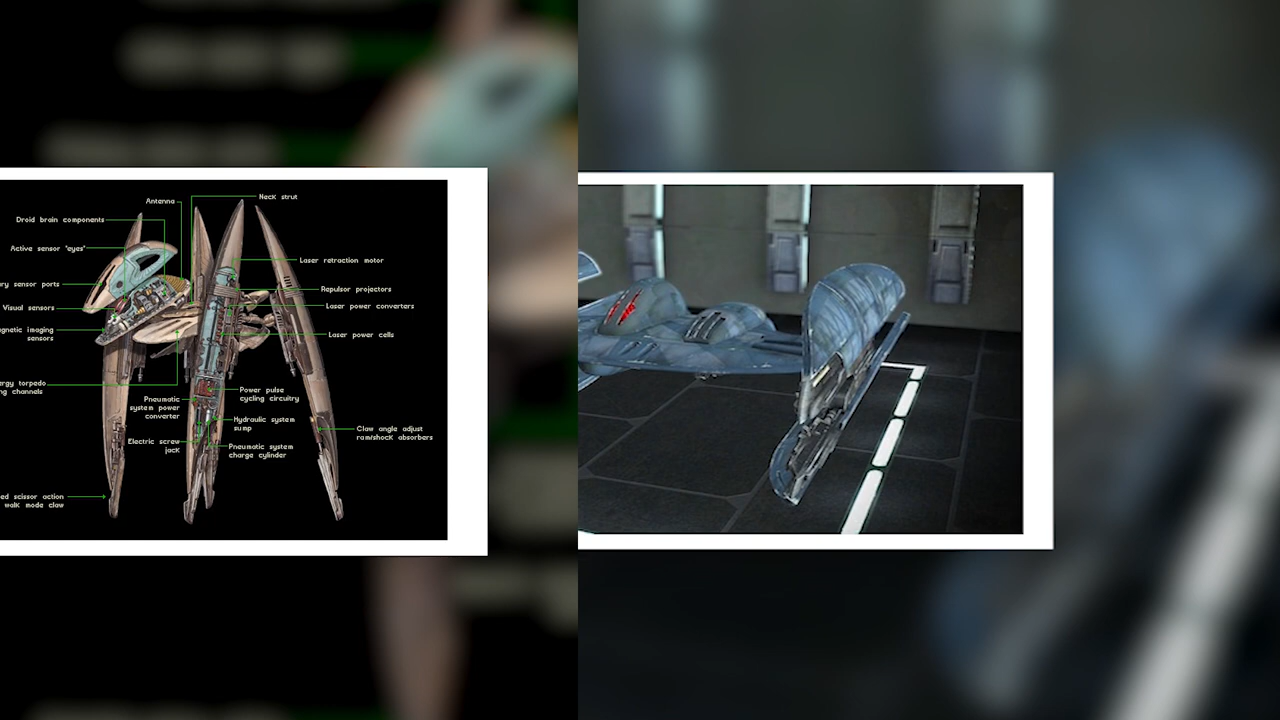 Antenna
Neck strut
Droid brain components
Active sensor "eyes"
Laser retraction motor
sensor ports
Repulsor projectors
Visual sensors
Laser power converters
imaging
sensors
Laser power cells
torpedo
channels
Power pulse
cycling circuitry
Pneumatic
system power
converter
Hydraulic system
sump
Claw angle adjust
ram/shock absorbers
Electric screw
jack
Pneumatic system
charge cylinder
scissor action
walk mode claw